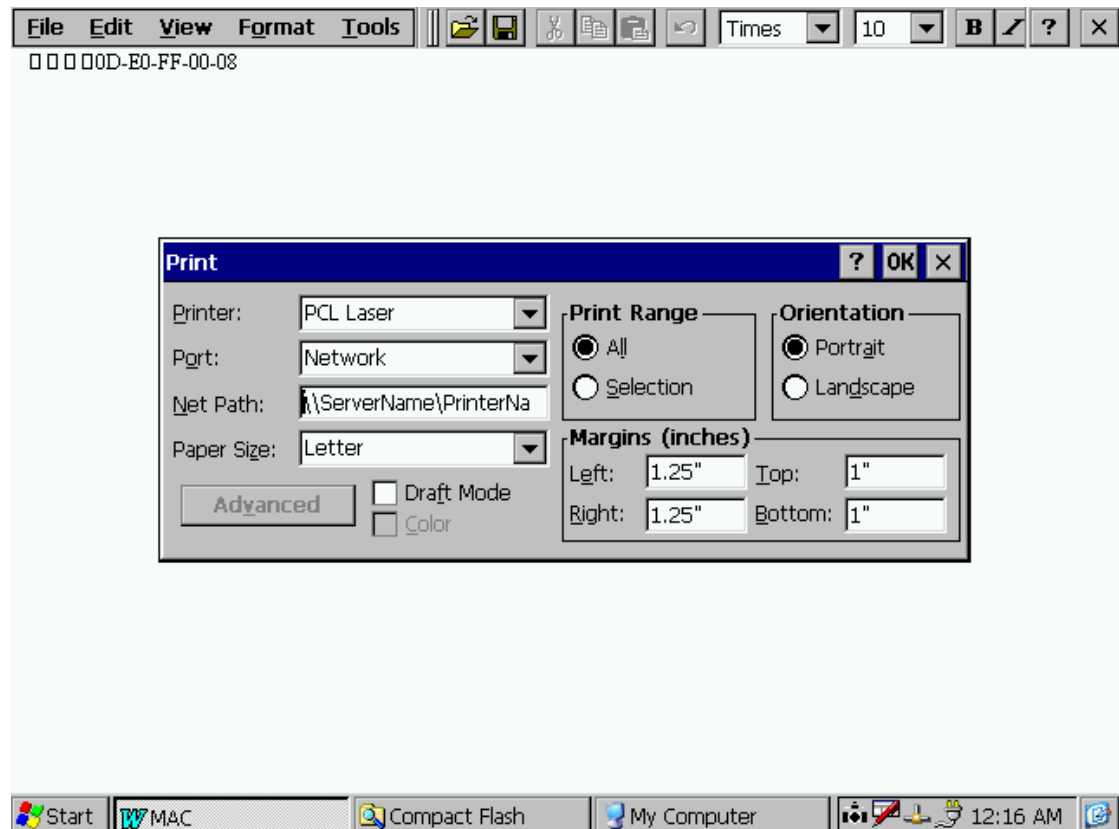 File Edit View Format Tools Times 10 B I ? ×
□□□□0D-E0-FF-00-08
Print ? OK ×
Printer: PCL Laser
Port: Network
Net Path: \\ServerName\PrinterNa
Paper Size: Letter
Advanced
Draft Mode
Color
Print Range
All
Selection
Orientation
Portrait
Landscape
Margins (inches)
Left: 1.25" Top: 1"
Right: 1.25" Bottom: 1"
Start MAC Compact Flash My Computer 12:16 AM